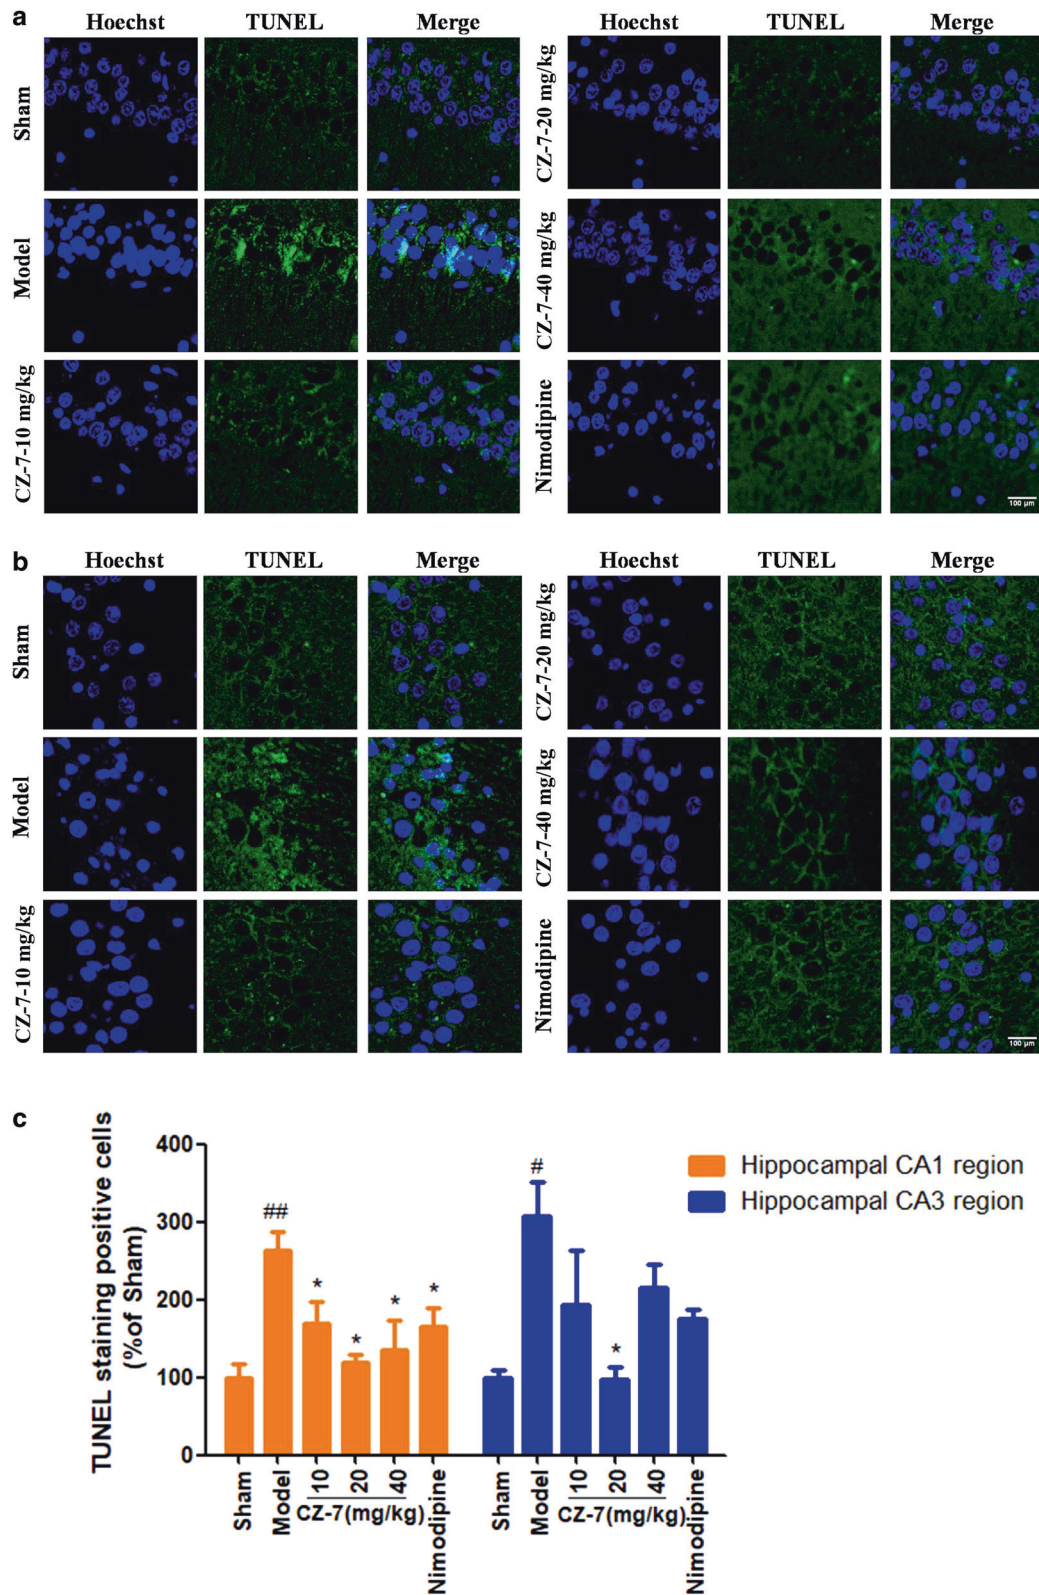 a
Hoechst TUNEL Merge Hoechst TUNEL Merge
Sham
CZ-7-20 mg/kg
Model
CZ-7-40 mg/kg
CZ-7-10 mg/kg
Nimodipine
100 µm
b
Hoechst TUNEL Merge Hoechst TUNEL Merge
Sham
CZ-7-20 mg/kg
Model
CZ-7-40 mg/kg
CZ-7-10 mg/kg
Nimodipine
100 µm
c
TUNEL staining positive cells
(%of Sham)
400
300
200
100
0
##
*
*
*
*
#
*
Hippocampal CA1 region
Hippocampal CA3 region
Sham Model 10 20 40 Nimodipine Sham Model 10 20 40 Nimodipine
CZ-7(mg/kg) CZ-7(mg/kg)